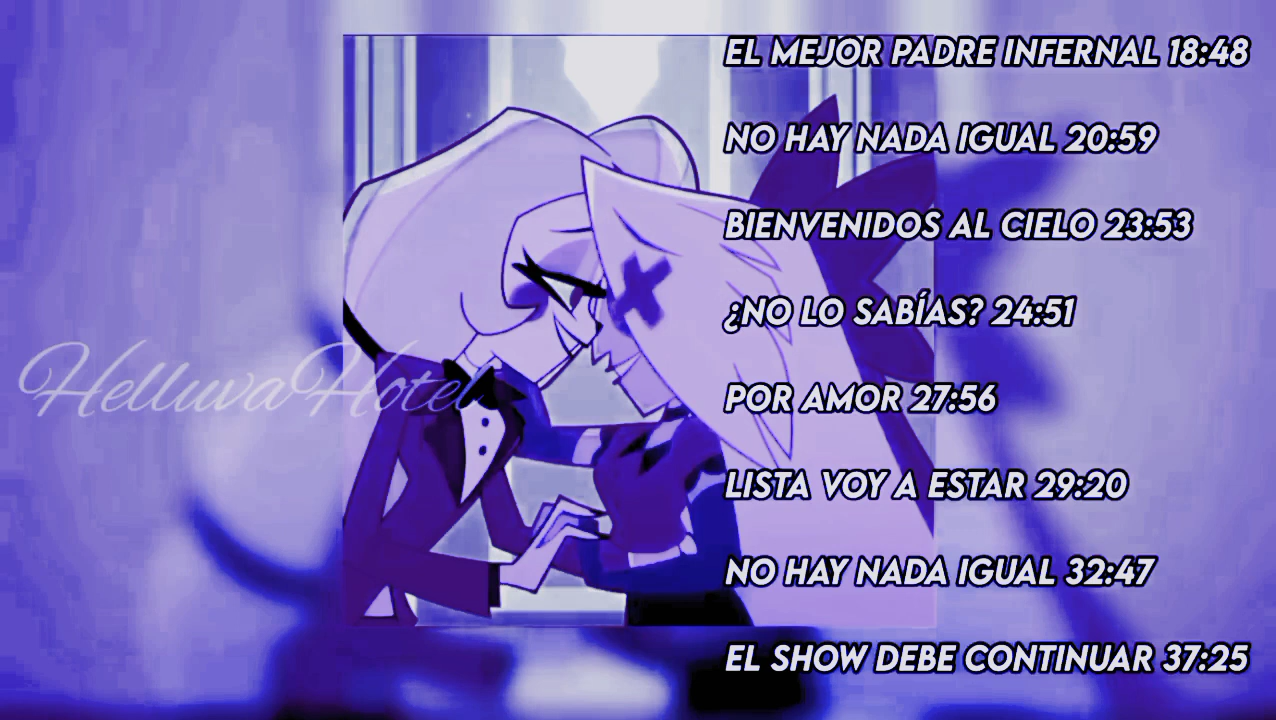 EL MEJOR PADRE INFERNAL 18:48
NO HAY NADA IGUAL 20:59
BIENVENIDOS AL CIELO 23:53
¿NO LO SABÍAS? 24:51
HelluvaHotel
POR AMOR 27:56
LISTA VOY A ESTAR 29:20
NO HAY NADA IGUAL 32:47
EL SHOW DEBE CONTINUAR 37:25